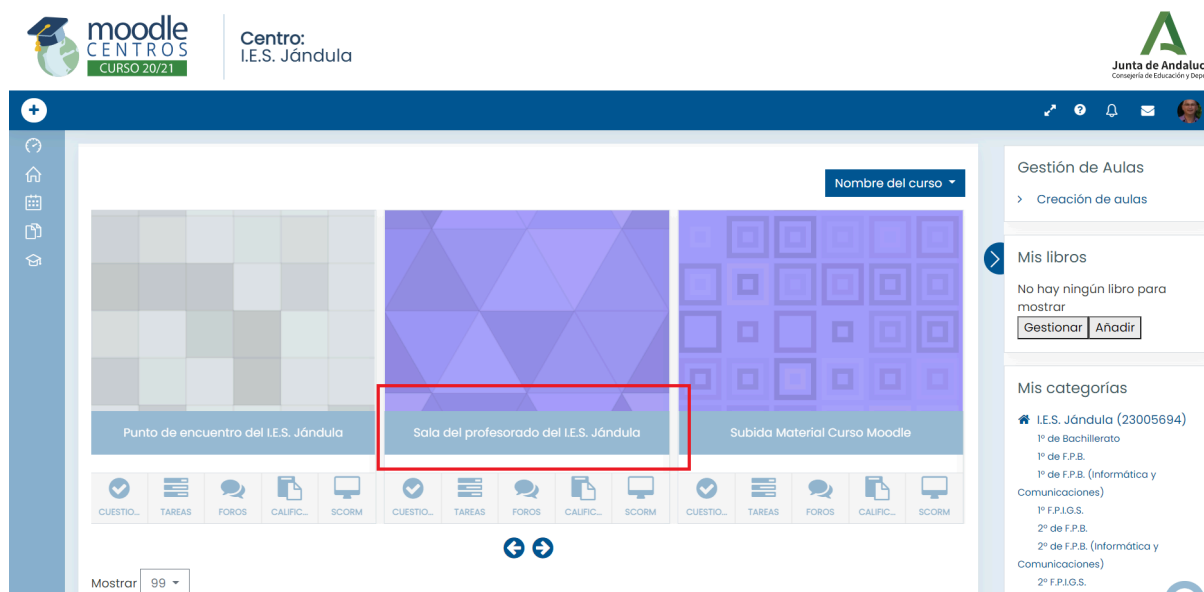 moodle
CENTROS
CURSO 20/21
Centro:
I.E.S. Jándula
Junta de Andaluc
Consejería de Educación y Depo
Nombre del curso
Punto de encuentro del I.E.S. Jándula
Sala del profesorado del I.E.S. Jándula
Subida Material Curso Moodle
CUESTIO... TAREAS FOROS CALIFIC... SCORM
CUESTIO... TAREAS FOROS CALIFIC... SCORM
CUESTIO... TAREAS FOROS CALIFIC... SCORM
Mostrar 99
Gestión de Aulas
Creación de aulas
Mis libros
No hay ningún libro para
mostrar
Gestionar Añadir
Mis categorías
I.E.S. Jándula (23005694)
1º de Bachillerato
1º de F.P.B.
1º de F.P.B. (Informática y
Comunicaciones)
1º F.P.I.G.S.
2º de F.P.B.
2º de F.P.B. (Informática y
Comunicaciones)
2º F.P.I.G.S.